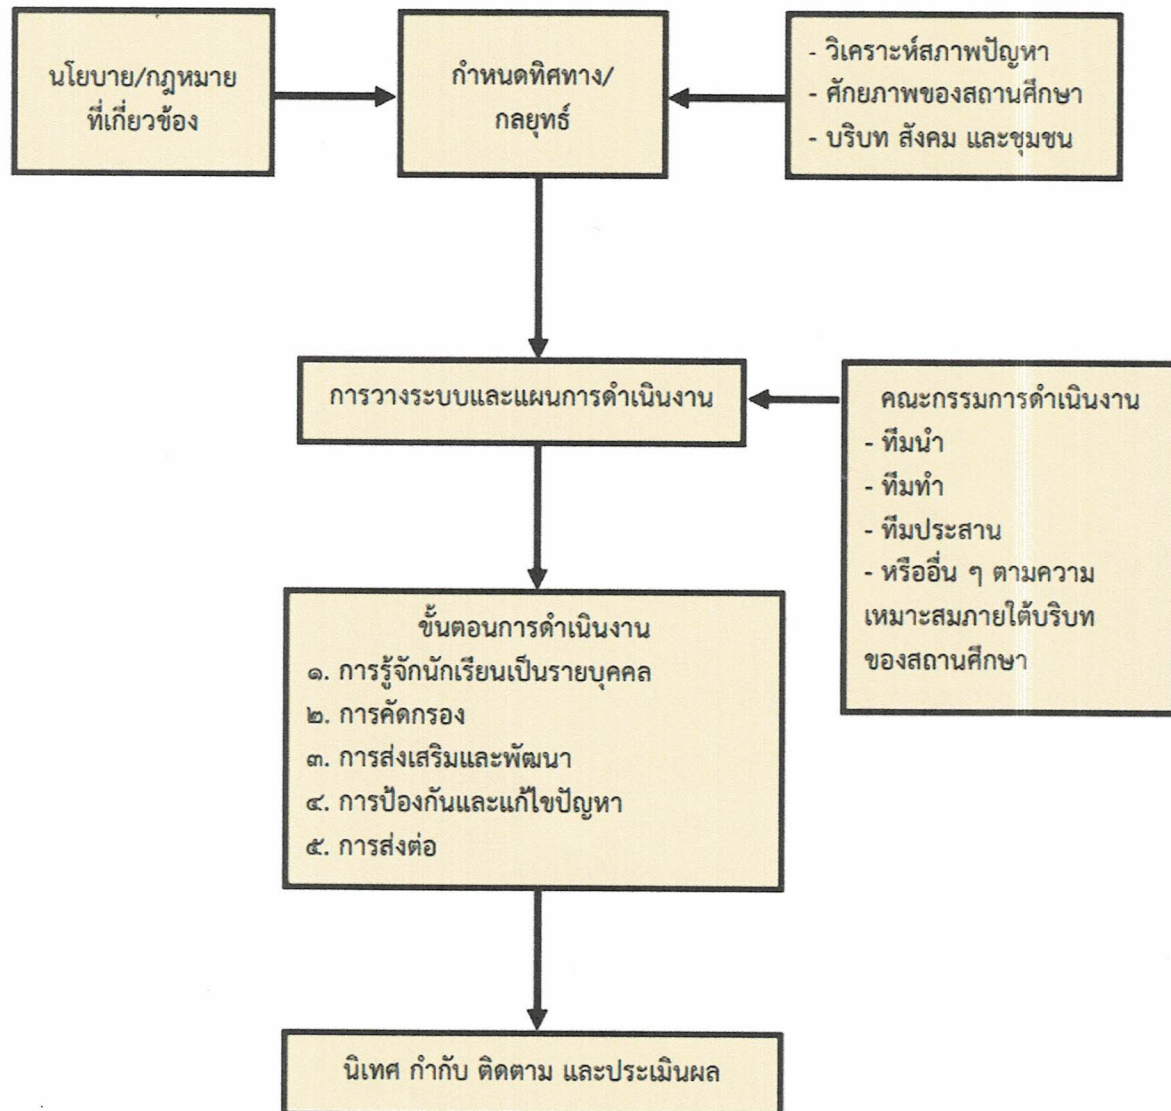 นโยบาย/กฎหมาย
ที่เกี่ยวข้อง
กำหนดทิศทาง/
กลยุทธ์
- วิเคราะห์สภาพปัญหา
- ศักยภาพของสถานศึกษา
- บริบท สังคม และชุมชน
การวางระบบและแผนการดำเนินงาน
คณะกรรมการดำเนินงาน
- ทีมนำ
- ทีมทำ
- ทีมประสาน
- หรืออื่น ๆ ตามความ
เหมาะสมภายใต้บริบท
ของสถานศึกษา
ขั้นตอนการดำเนินงาน
๑. การรู้จักนักเรียนเป็นรายบุคคล
๒. การคัดกรอง
๓. การส่งเสริมและพัฒนา
๔. การป้องกันและแก้ไขปัญหา
๕. การส่งต่อ
นิเทศ กำกับ ติดตาม และประเมินผล